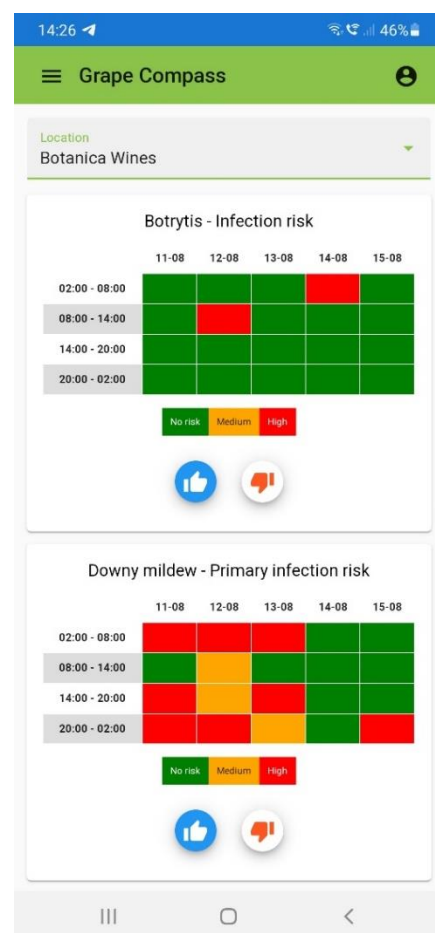 14:26 46%
Grape Compass
Location
Botanica Wines
Botrytis - Infection risk
11-08 12-08 13-08 14-08 15-08
02:00 - 08:00
08:00 - 14:00
14:00 - 20:00
20:00 - 02:00
No risk Medium High
Downy mildew - Primary infection risk
11-08 12-08 13-08 14-08 15-08
02:00 - 08:00
08:00 - 14:00
14:00 - 20:00
20:00 - 02:00
No risk Medium High